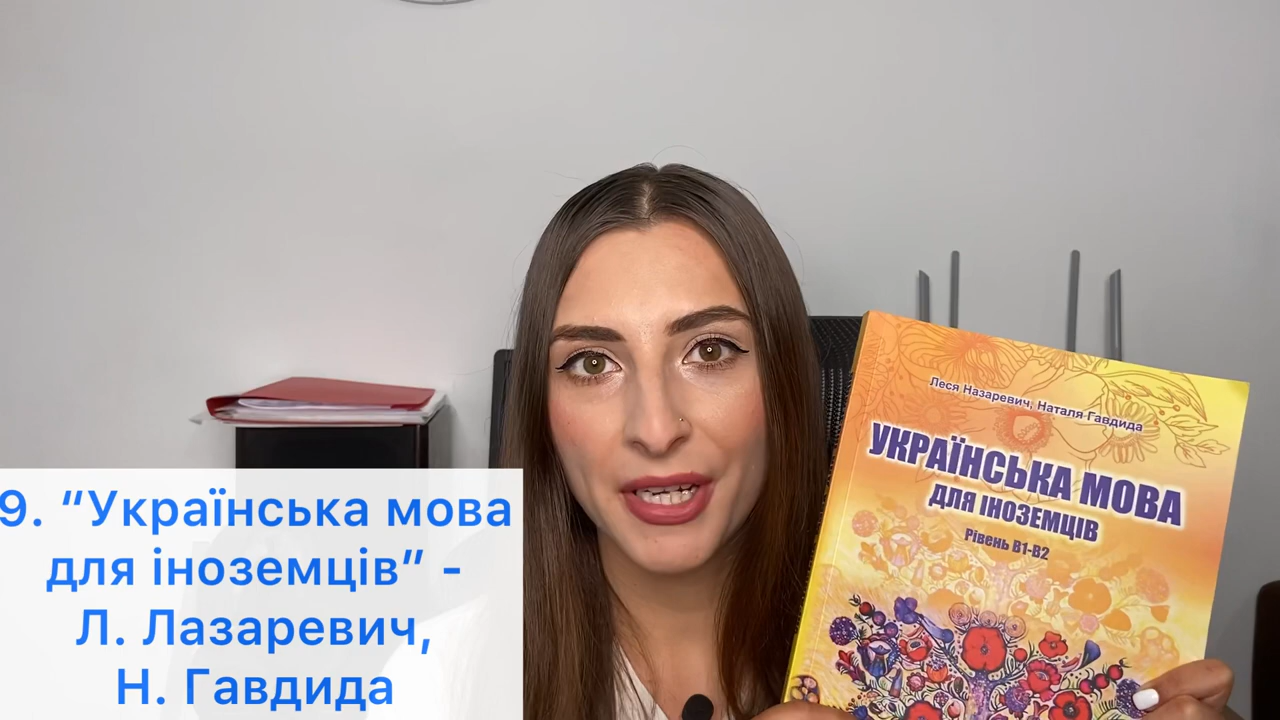 9. “Українська мова
для іноземців” -
Л. Лазаревич,
Н. Гавдида
Леся Назаревич, Наталя Гавдида
УКРАЇНСЬКА МОВА
ДЛЯ ІНОЗЕМЦІВ
Рівень В1-В2